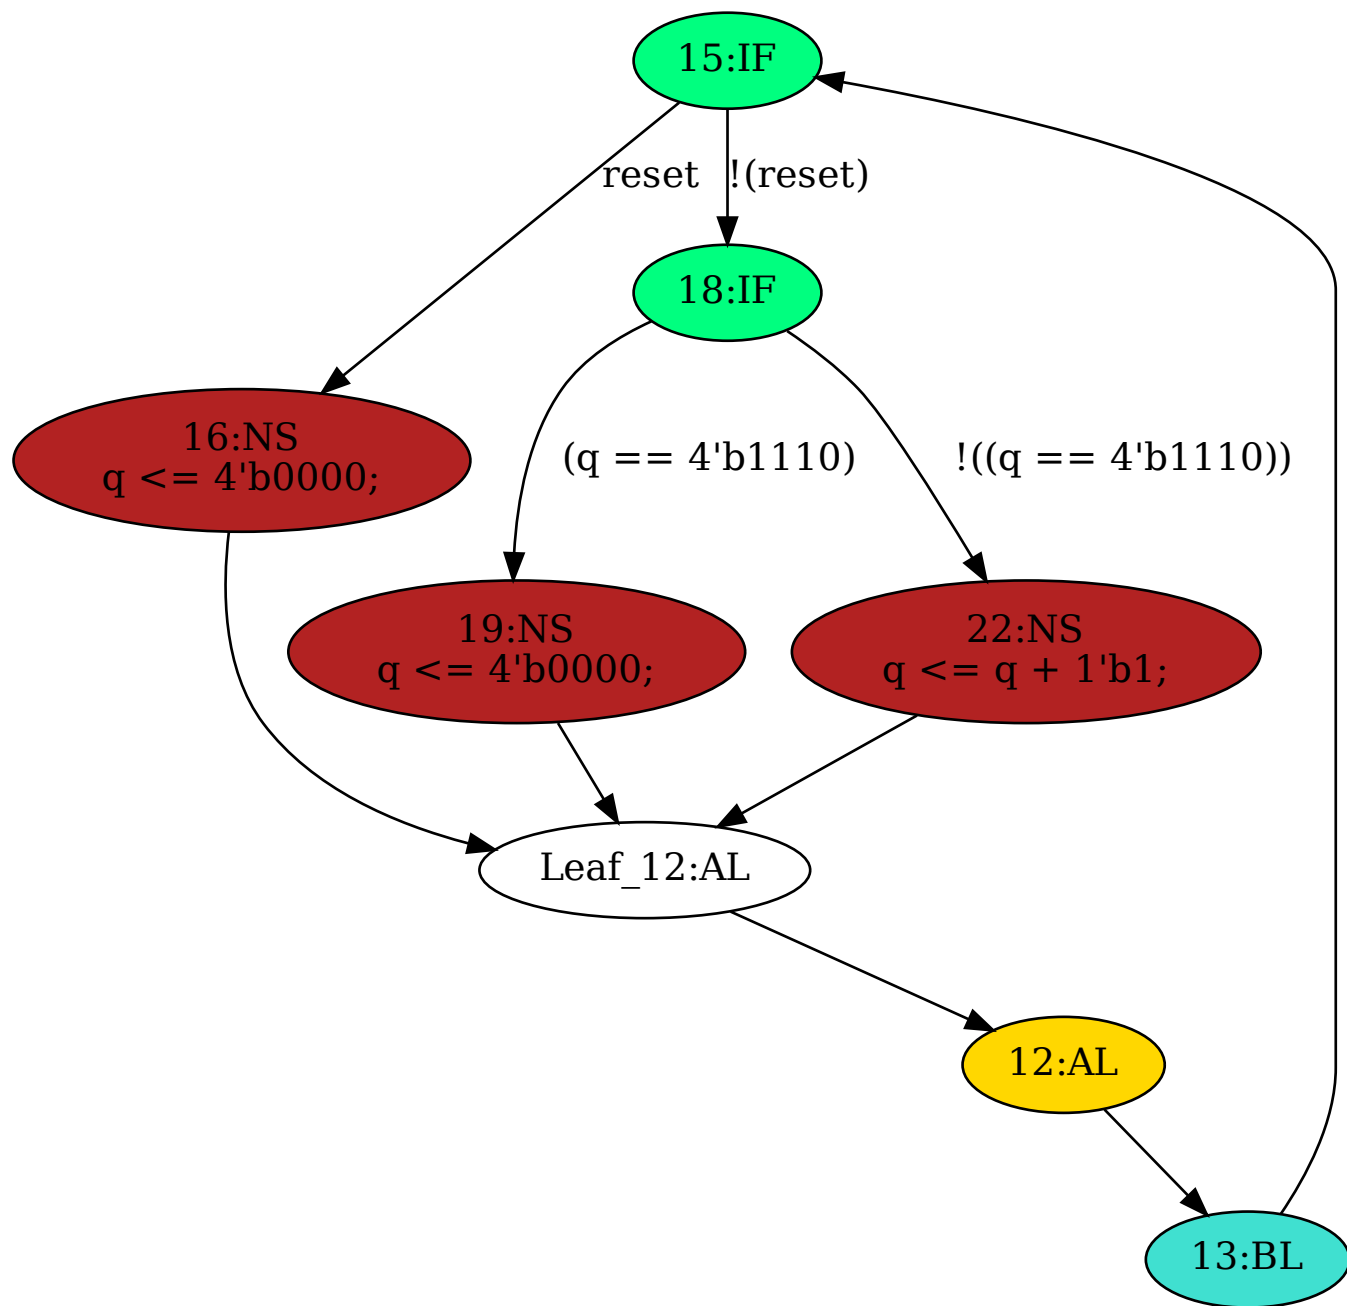 15:IF
reset
!(reset)
18:IF
16:NS
q <= 4'b0000;
(q == 4'b1110)
!((q == 4'b1110))
19:NS
q <= 4'b0000;
22:NS
q <= q + 1'b1;
Leaf_12:AL
12:AL
13:BL